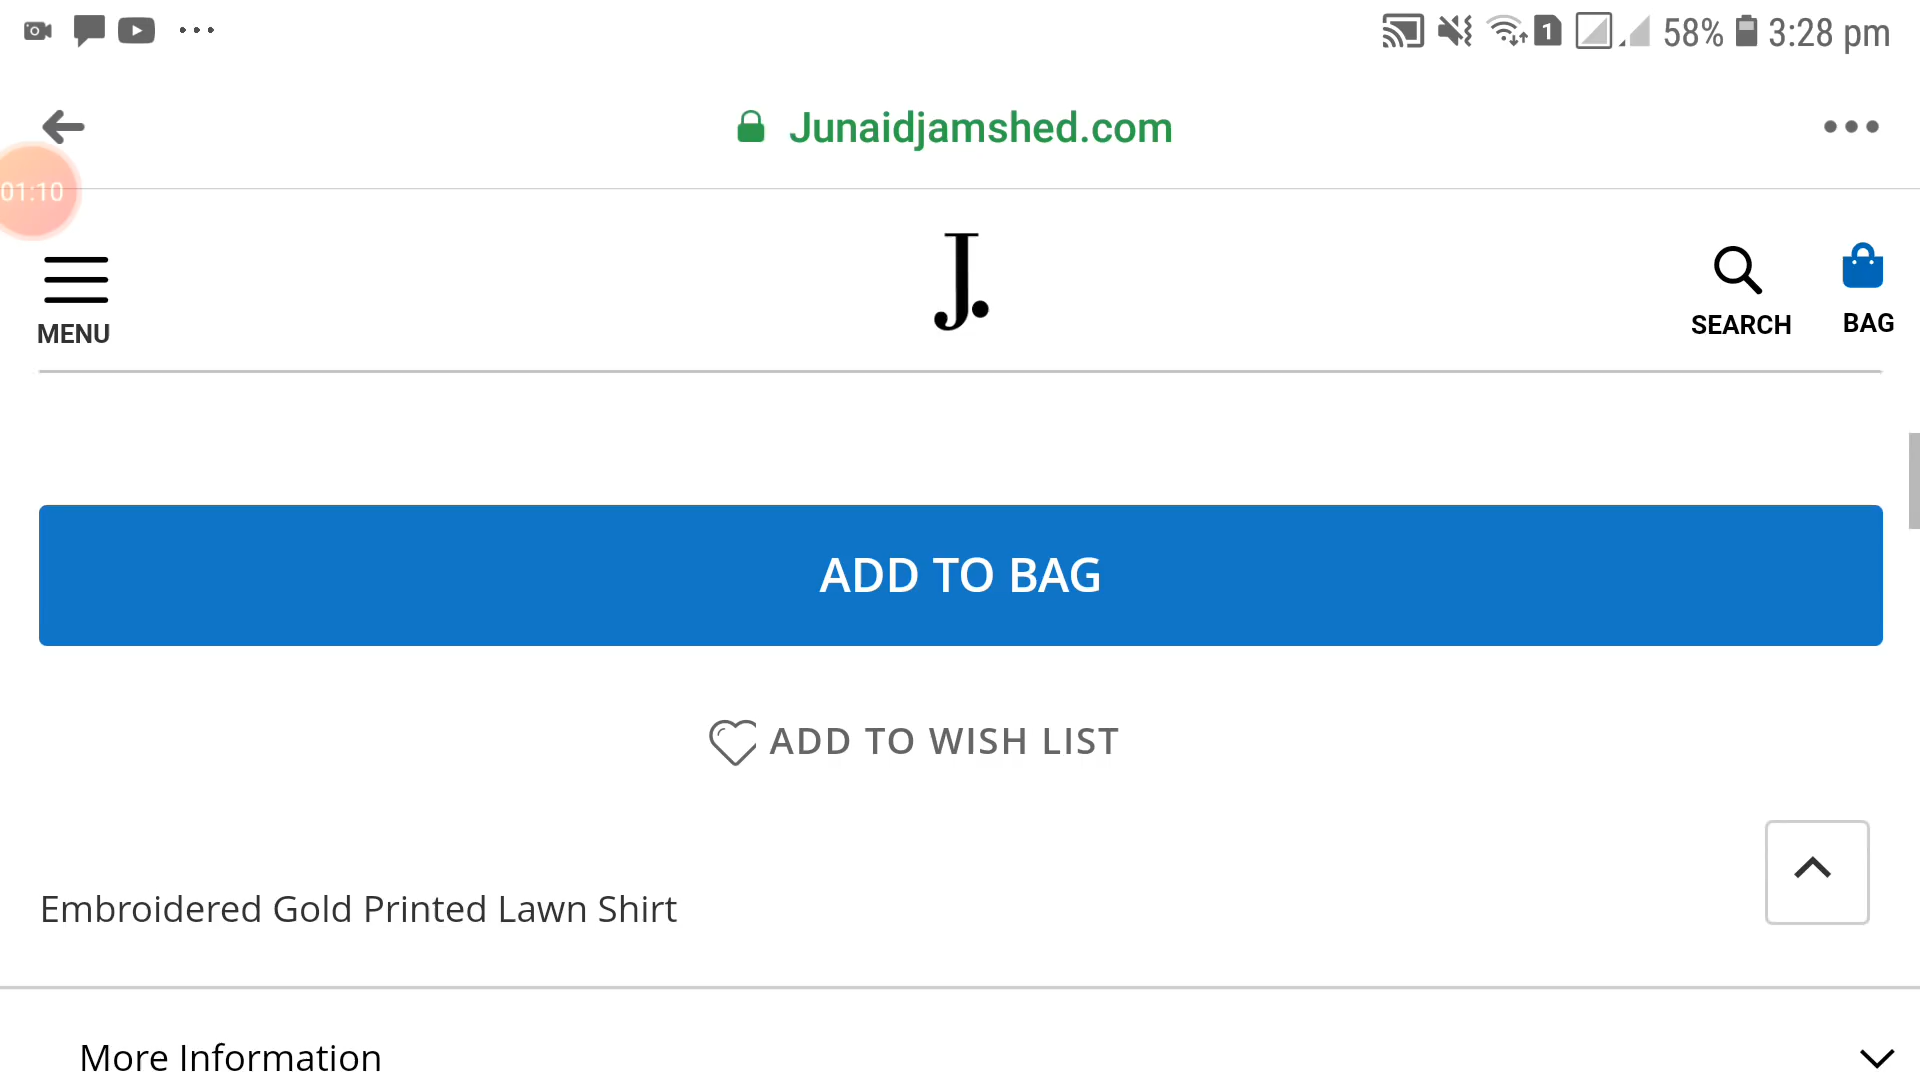 58% 3:28 pm
Junaidjamshed.com
01:10
J.
MENU
SEARCH
BAG
ADD TO BAG
ADD TO WISH LIST
Embroidered Gold Printed Lawn Shirt
More Information